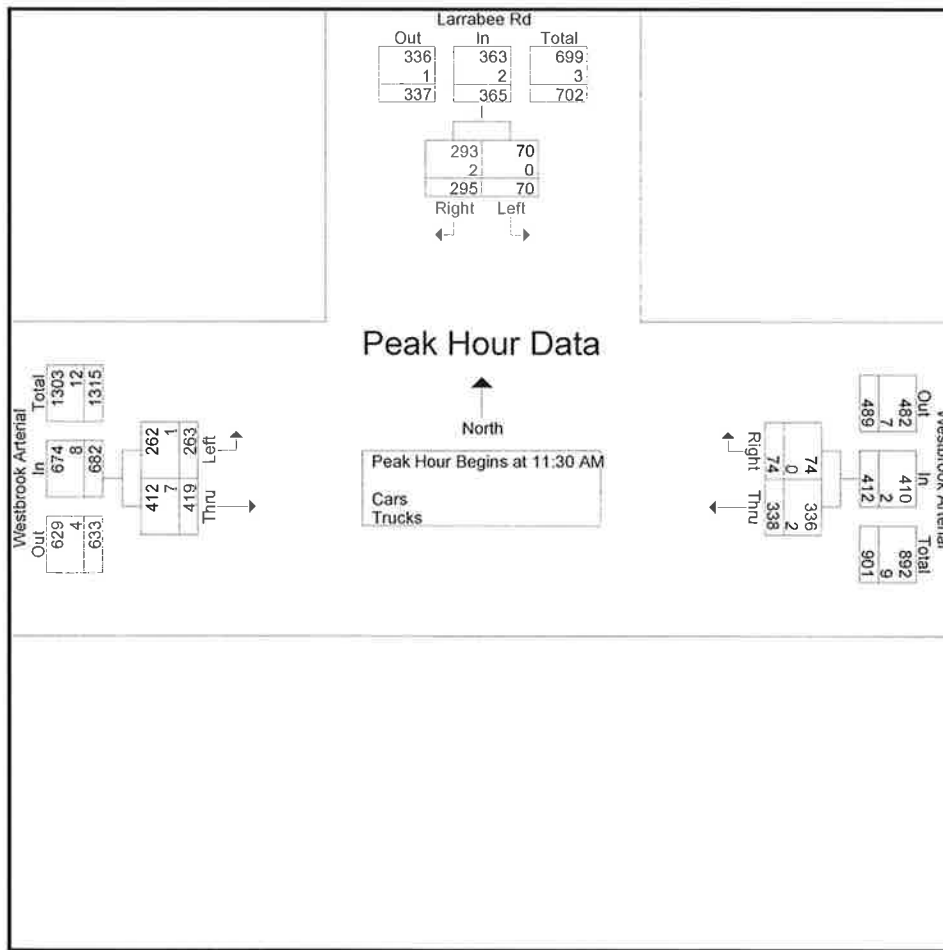 Larrabee Rd
Out In Total
336 363 699
1 2 3
337 365 702
293 70
2 0
295 70
Right Left
Peak Hour Data
North
Peak Hour Begins at 11:30 AM
Cars
Trucks
Westbrook Arterial
Out In Total
629 674 1303
4 8 12
633 682 1315
262 412
1 7
263 419
Left Thru
Westbrook Arterial
Out In Total
482 410 892
7 2 9
489 412 901
74 336
0 2
74 338
Right Thru